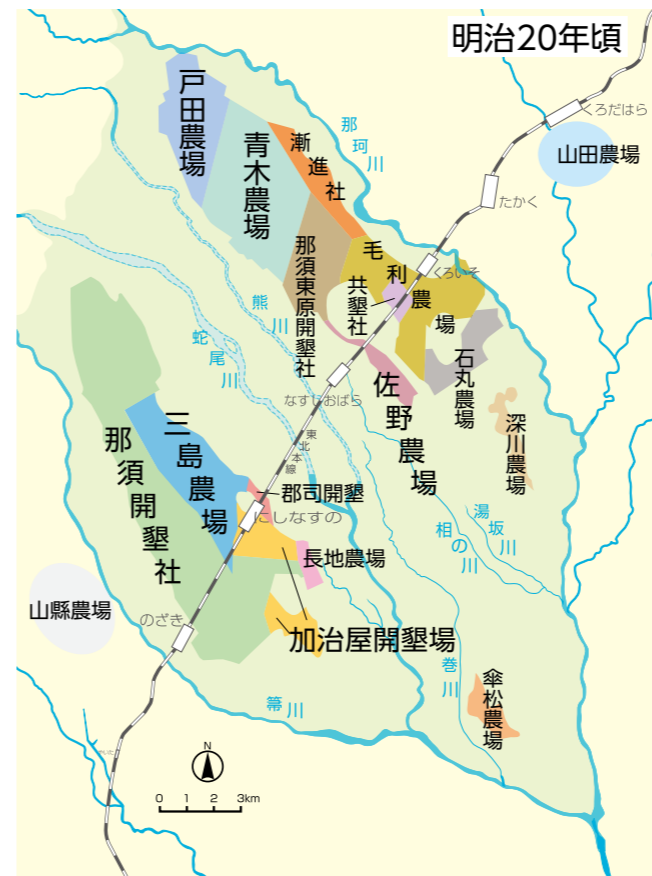 明治20年頃
くろだはら
山田農場
たかく
那珂川
戸田農場
青木農場
漸進社
那須東原開墾社
毛利農場
くろいそ
共墾社
石丸農場
深川農場
佐野農場
なすしおばら
東北本線
熊川
蛇尾川
三島農場
那須開墾社
郡司開墾
にしなすの
長地農場
加治屋開墾場
湯坂川
相の川
山縣農場
のざき
巻川
傘松農場
箒川
N
0 1 2 3km